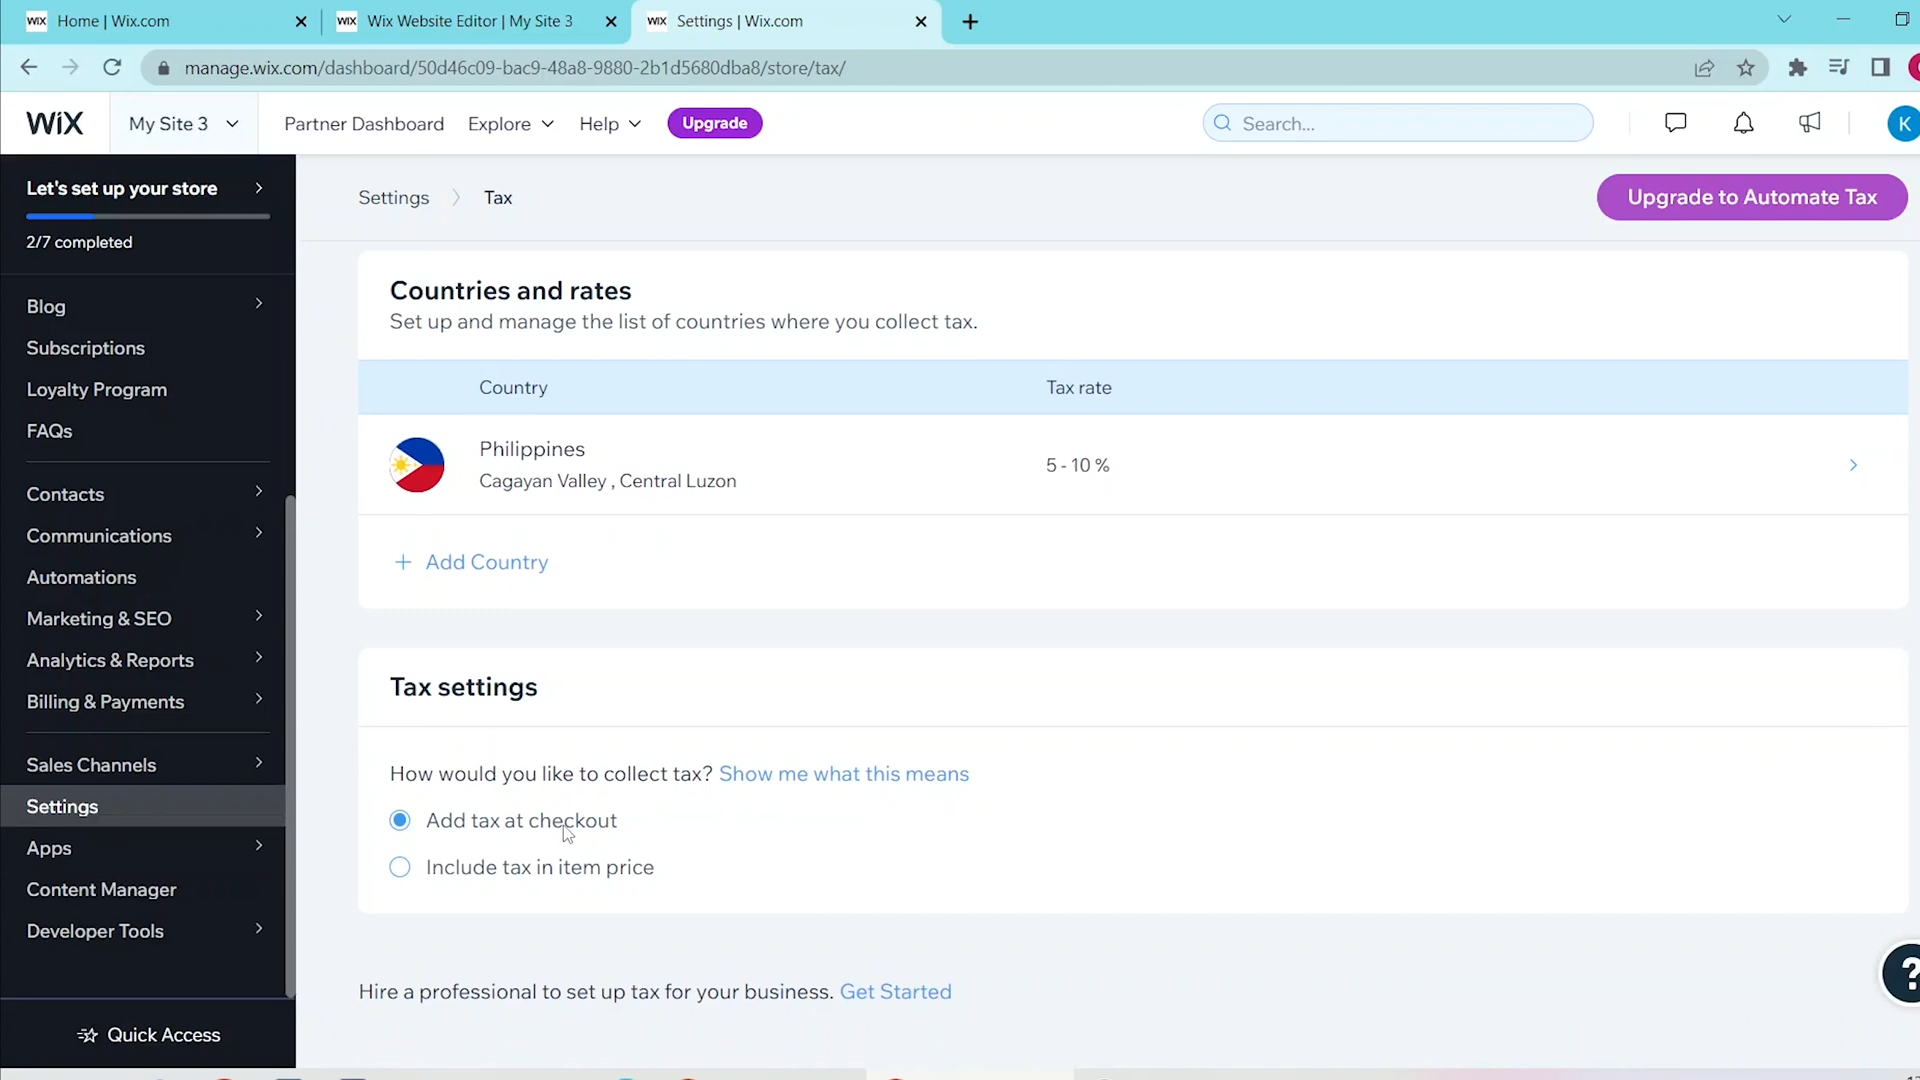 WiX Home | Wix.com
WiX Wix Website Editor | My Site 3
WiX Settings | Wix.com
manage.wix.com/dashboard/50d46c09-bac9-48a8-9880-2b1d5680dba8/store/tax/
WiX
My Site 3
Partner Dashboard
Explore
Help
Upgrade
Search...
K
Let's set up your store
2/7 completed
Blog
Subscriptions
Loyalty Program
FAQs
Contacts
Communications
Automations
Marketing & SEO
Analytics & Reports
Billing & Payments
Sales Channels
Settings
Apps
Content Manager
Developer Tools
Quick Access
Settings > Tax
Upgrade to Automate Tax
Countries and rates
Set up and manage the list of countries where you collect tax.
Country Tax rate
Philippines
Cagayan Valley , Central Luzon
5 - 10 %
+ Add Country
Tax settings
How would you like to collect tax? Show me what this means
Add tax at checkout
Include tax in item price
Hire a professional to set up tax for your business. Get Started
?